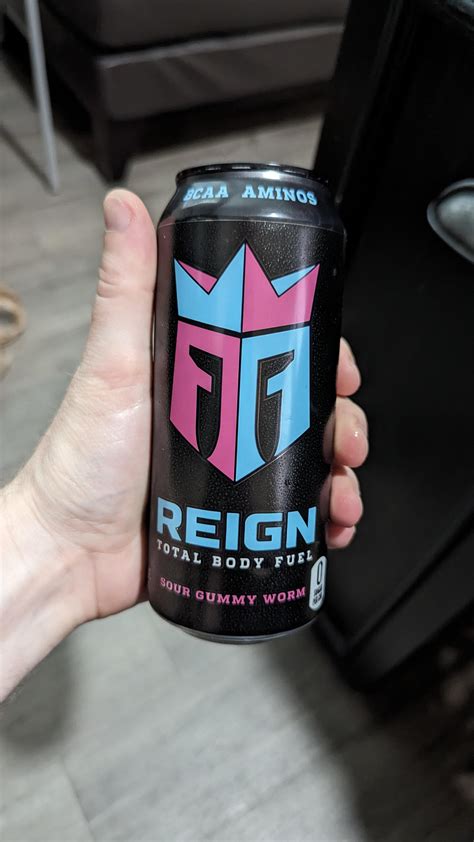 BCAA AMINOS
REIGN
TOTAL BODY FUEL
SOUR GUMMY WORM
0